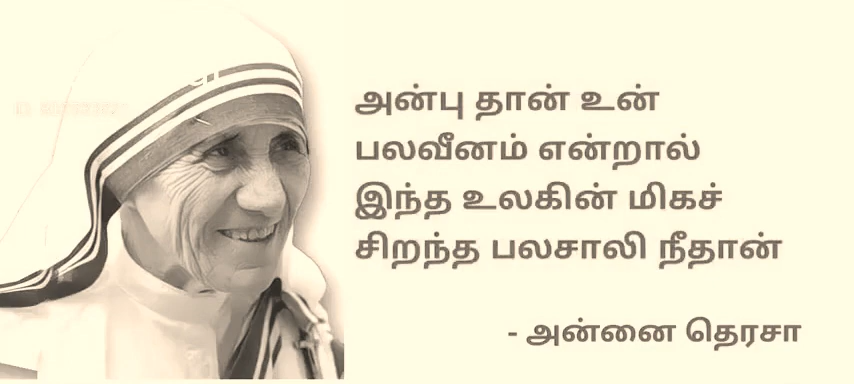 அன்பு தான் உன்
பலவீனம் என்றால்
இந்த உலகின் மிகச்
சிறந்த பலசாலி நீதான்
- அன்னை தெரசா